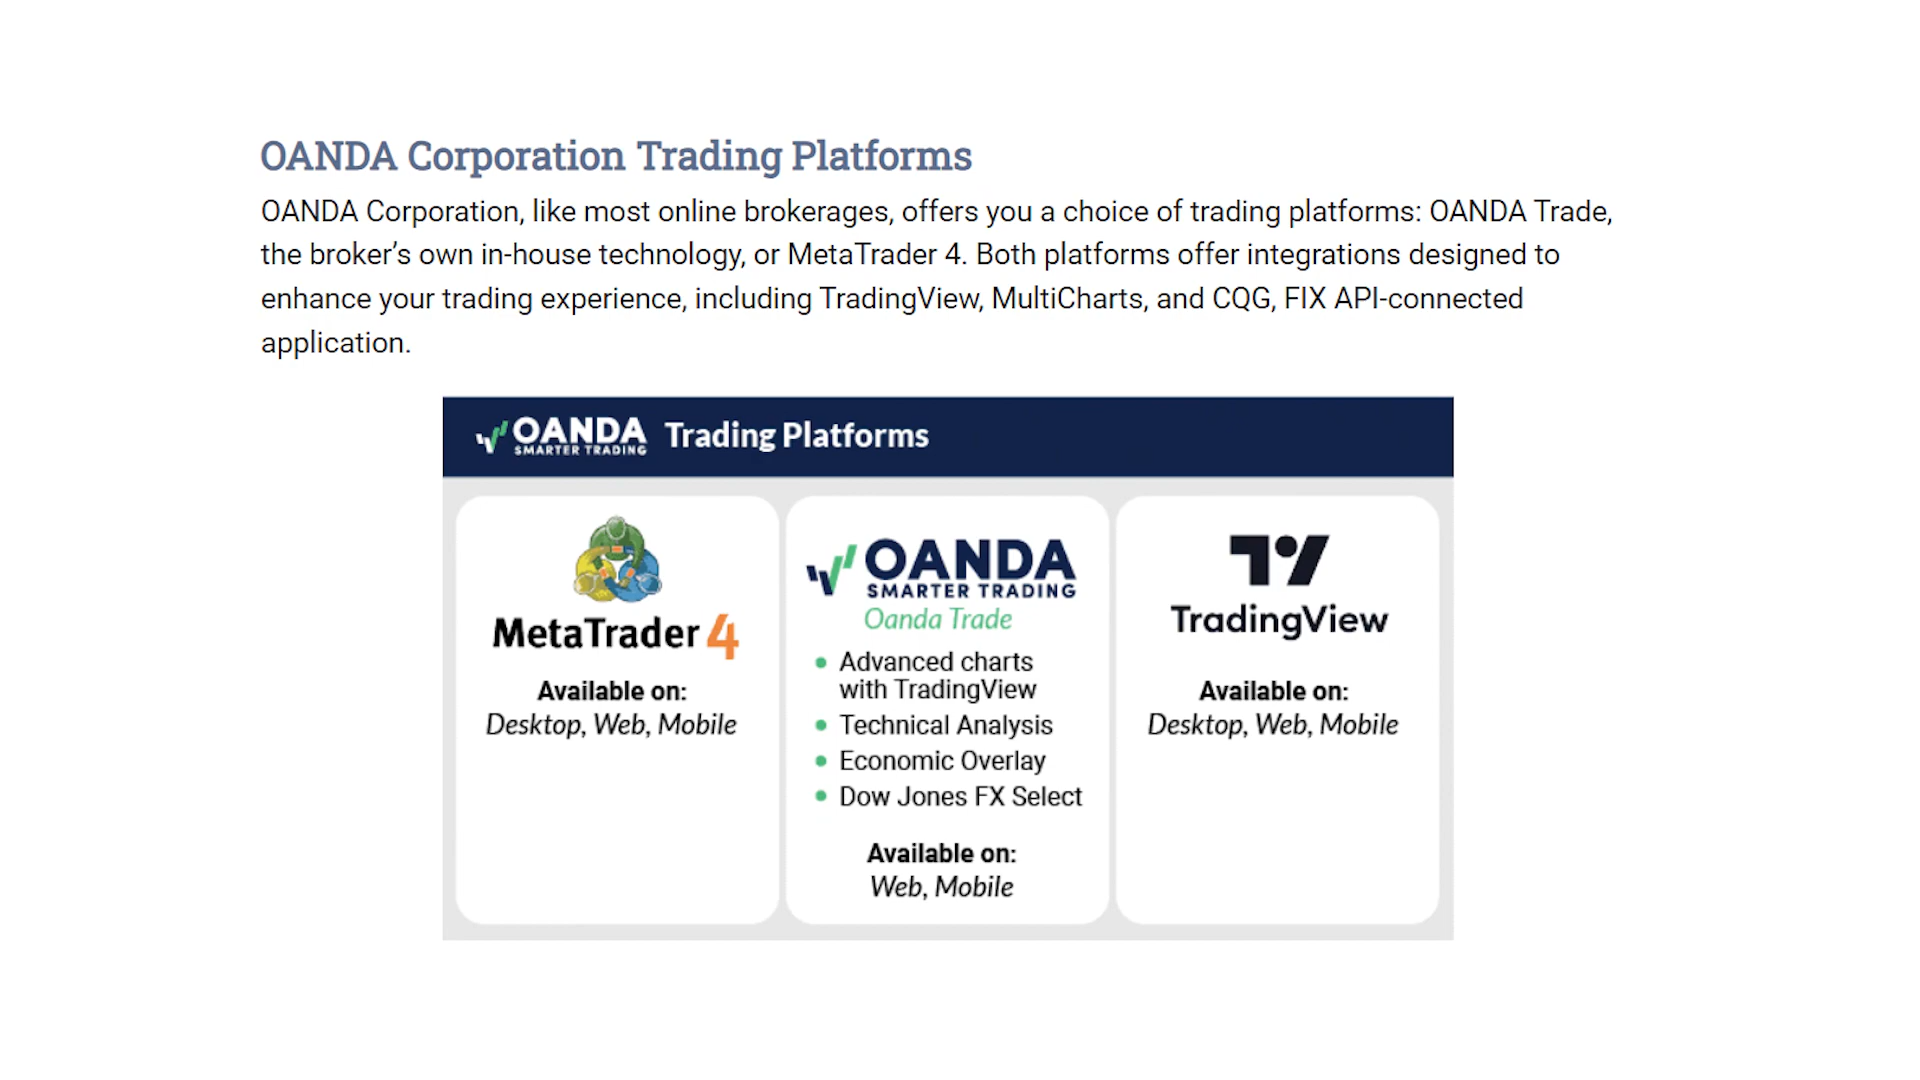 OANDA Corporation Trading Platforms
OANDA Corporation, like most online brokerages, offers you a choice of trading platforms: OANDA Trade,
the broker’s own in-house technology, or MetaTrader 4. Both platforms offer integrations designed to
enhance your trading experience, including TradingView, MultiCharts, and CQG, FIX API-connected
application.
OANDA Trading Platforms
SMARTER TRADING
MetaTrader 4
Available on:
Desktop, Web, Mobile
OANDA
SMARTER TRADING
Oanda Trade
• Advanced charts
with TradingView
• Technical Analysis
• Economic Overlay
• Dow Jones FX Select
Available on:
Web, Mobile
TradingView
Available on:
Desktop, Web, Mobile